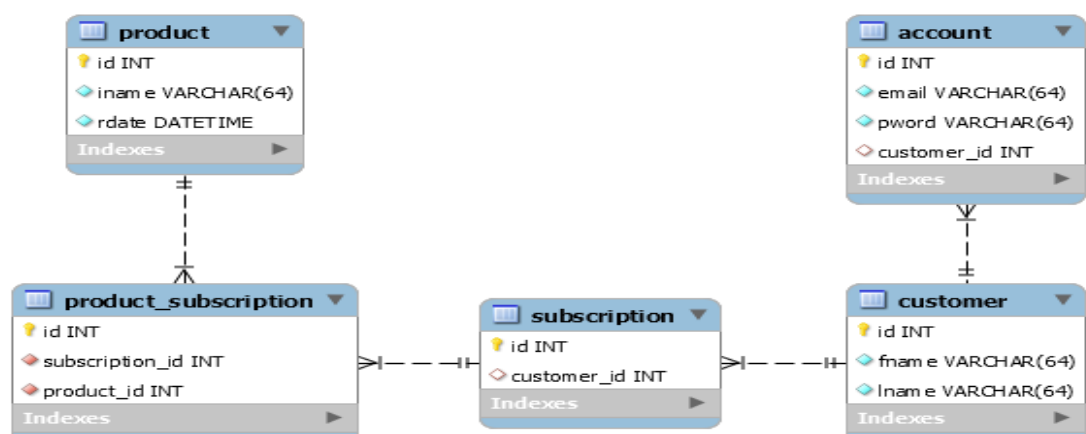 product
id INT
iname VARCHAR(64)
rdate DATETIME
Indexes
account
id INT
email VARCHAR(64)
pword VARCHAR(64)
customer_id INT
Indexes
product_subscription
id INT
subscription_id INT
product_id INT
Indexes
subscription
id INT
customer_id INT
Indexes
customer
id INT
fname VARCHAR(64)
lname VARCHAR(64)
Indexes